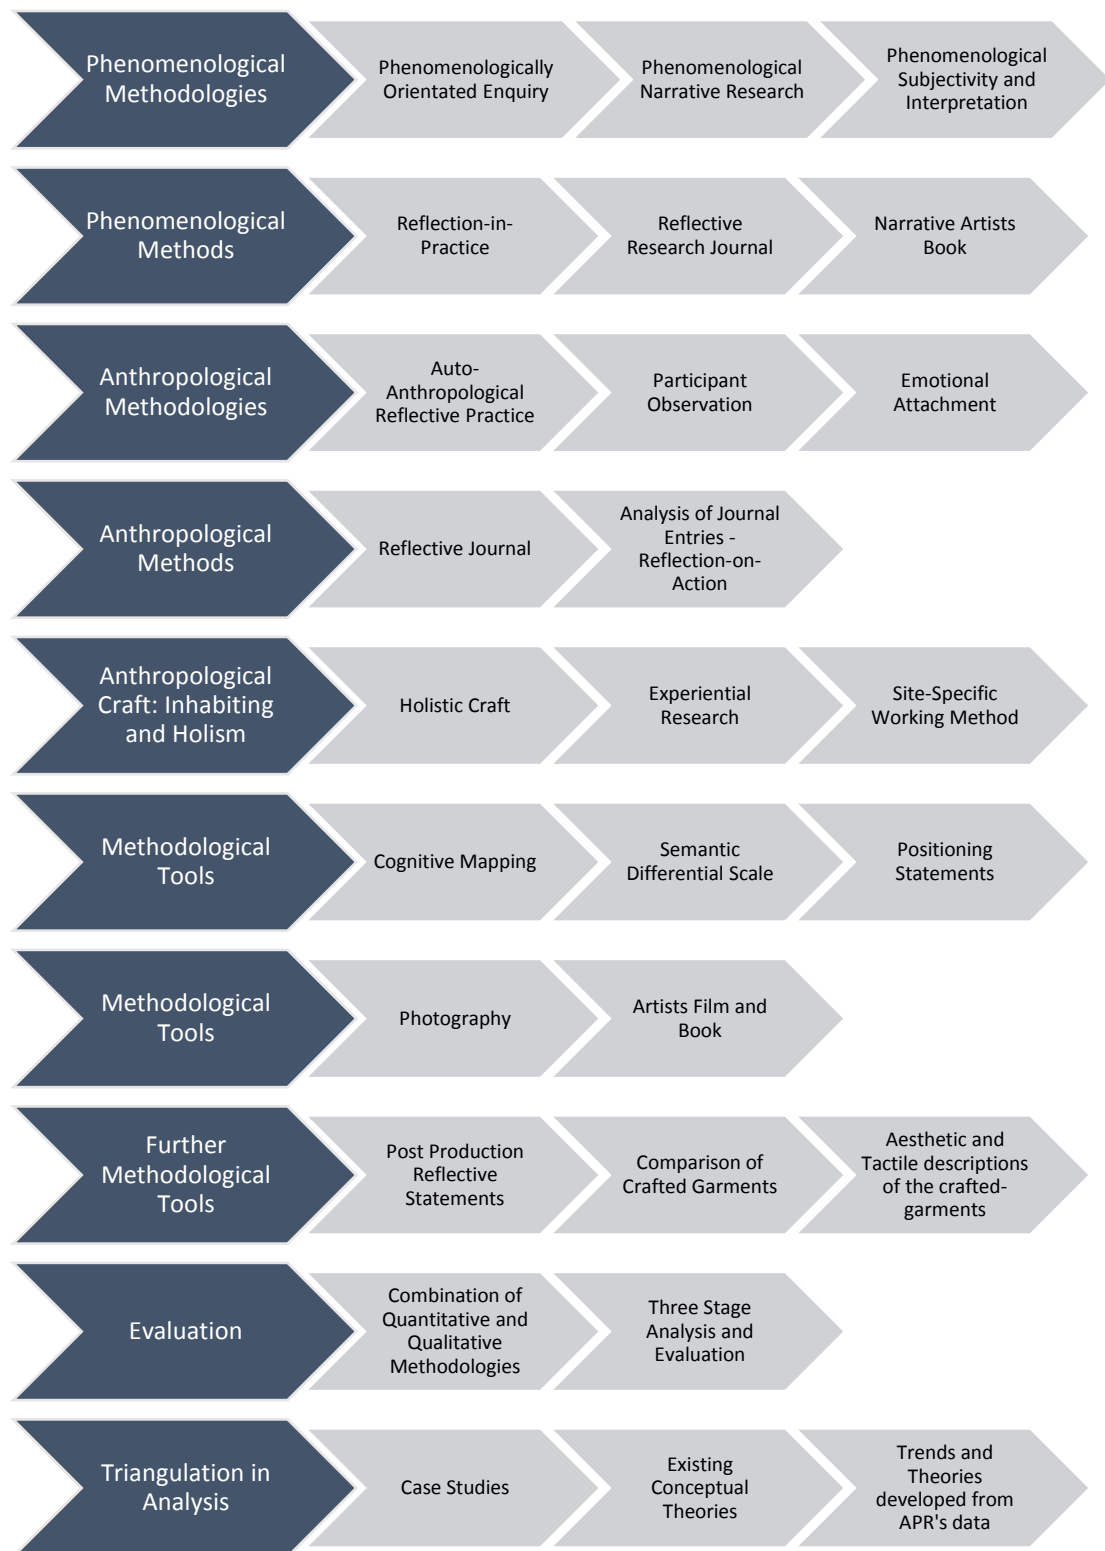 Phenomenological
Methodologies
Phenomenologically
Orientated Enquiry
Phenomenological
Narrative Research
Phenomenological
Subjectivity and
Interpretation
Phenomenological
Methods
Reflection-in-
Practice
Reflective
Research Journal
Narrative Artists
Book
Anthropological
Methodologies
Auto-
Anthropological
Reflective Practice
Participant
Observation
Emotional
Attachment
Anthropological
Methods
Reflective Journal
Analysis of Journal
Entries -
Reflection-on-
Action
Anthropological
Craft: Inhabiting
and Holism
Holistic Craft
Experiential
Research
Site-Specific
Working Method
Methodological
Tools
Cognitive Mapping
Semantic
Differential Scale
Positioning
Statements
Methodological
Tools
Photography
Artists Film and
Book
Further
Methodological
Tools
Post Production
Reflective
Statements
Comparison of
Crafted Garments
Aesthetic and
Tactile descriptions
of the crafted-
garments
Evaluation
Combination of
Quantitative and
Qualitative
Methodologies
Three Stage
Analysis and
Evaluation
Triangulation in
Analysis
Case Studies
Existing
Conceptual
Theories
Trends and
Theories
developed from
APR's data